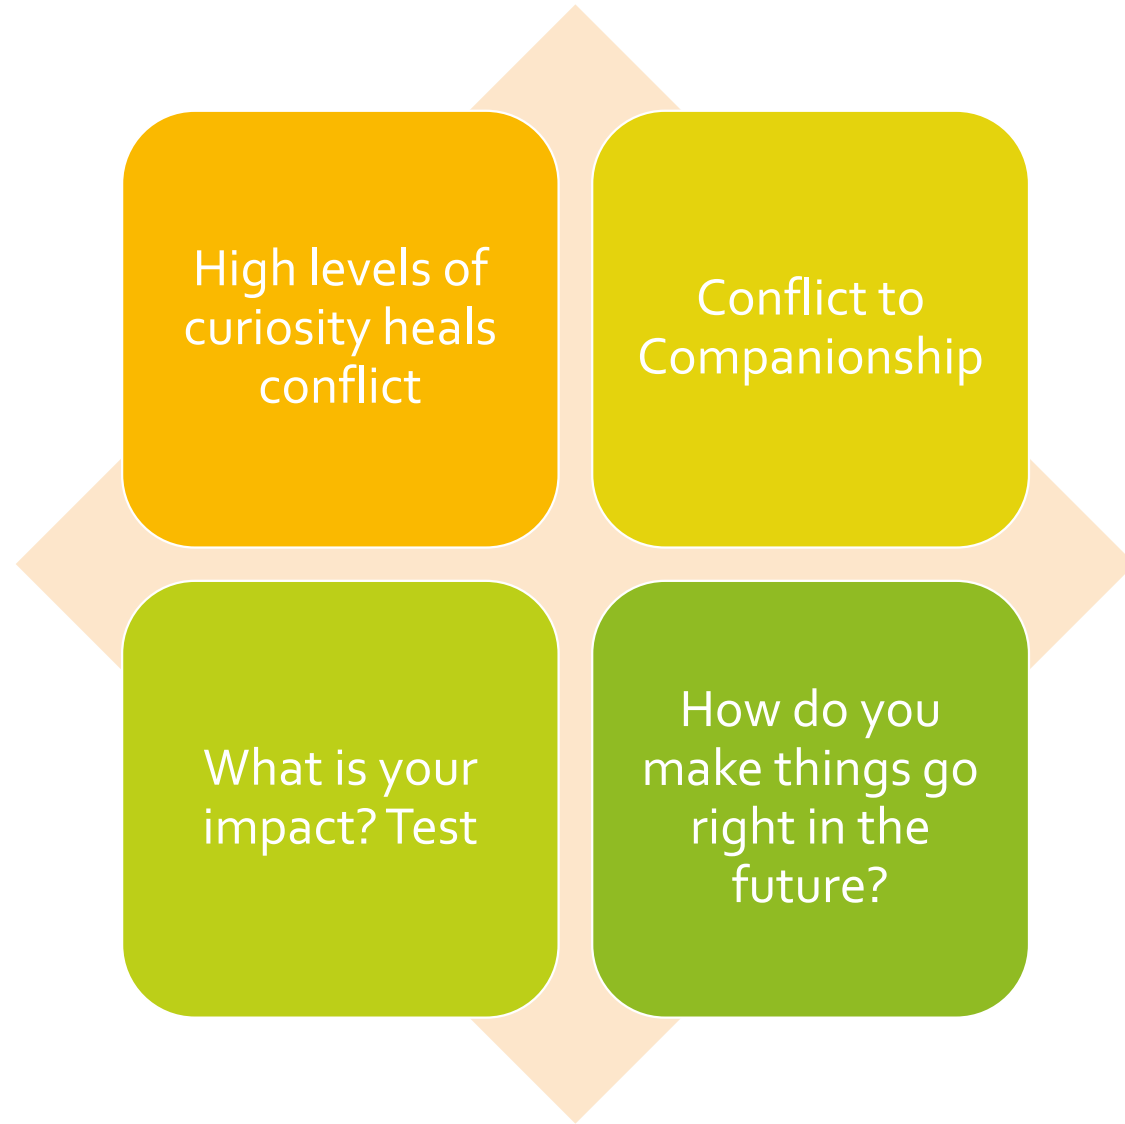 High levels of
curiosity heals
conflict
Conflict to
Companionship
What is your
impact? Test
How do you
make things go
right in the
future?